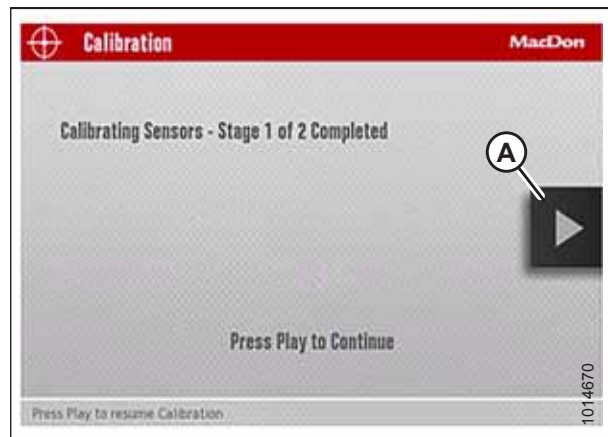 Calibration MacDon
Calibrating Sensors - Stage 1 of 2 Completed
A
Press Play to Continue
Press Play to resume Calibration
1014670